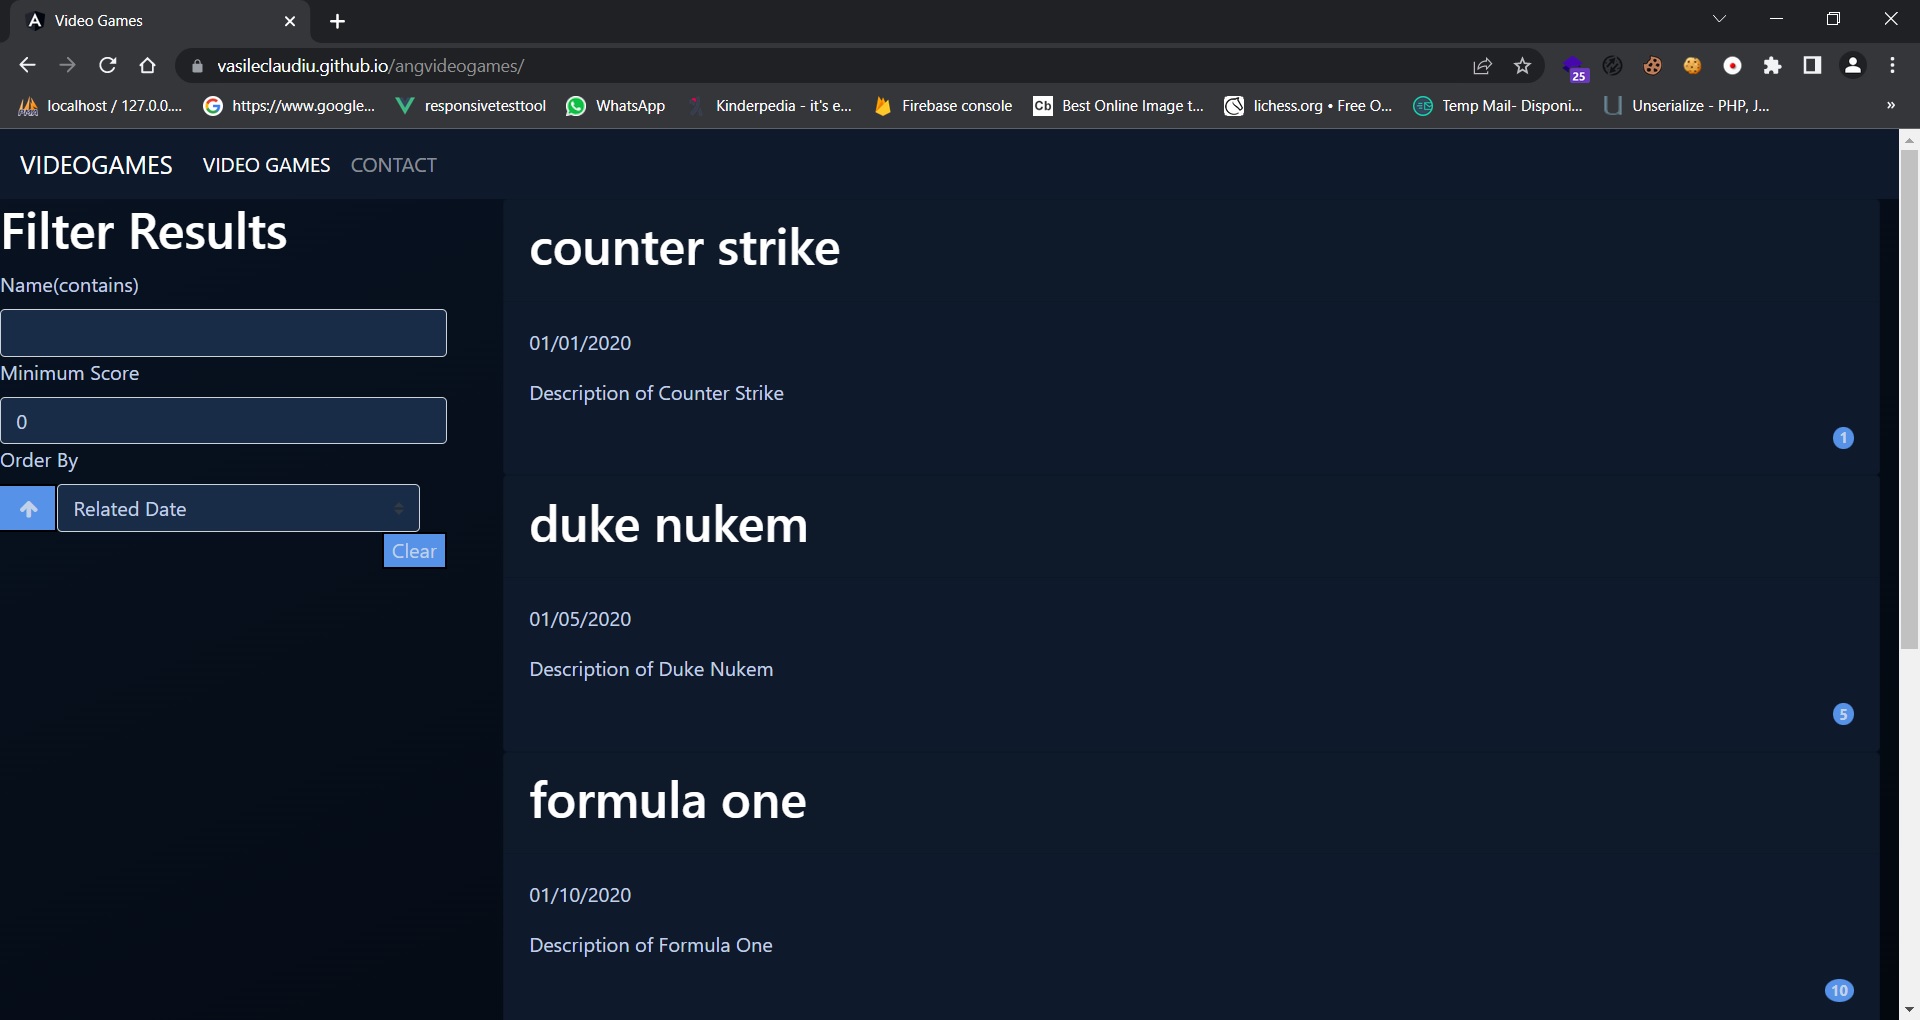 Video Games
vasileclaudiu.github.io/angvideogames/
25
localhost / 127.0.0.... https://www.google... responsivetesttool WhatsApp Kinderpedia - it's e... Firebase console Cb Best Online Image t... lichess.org • Free O... Temp Mail- Disponi... Unserialize - PHP, J... »
VIDEOGAMES VIDEO GAMES CONTACT
Filter Results
Name(contains)
Minimum Score
0
Order By
Related Date
Clear
counter strike
01/01/2020
Description of Counter Strike
1
duke nukem
01/05/2020
Description of Duke Nukem
5
formula one
01/10/2020
Description of Formula One
10